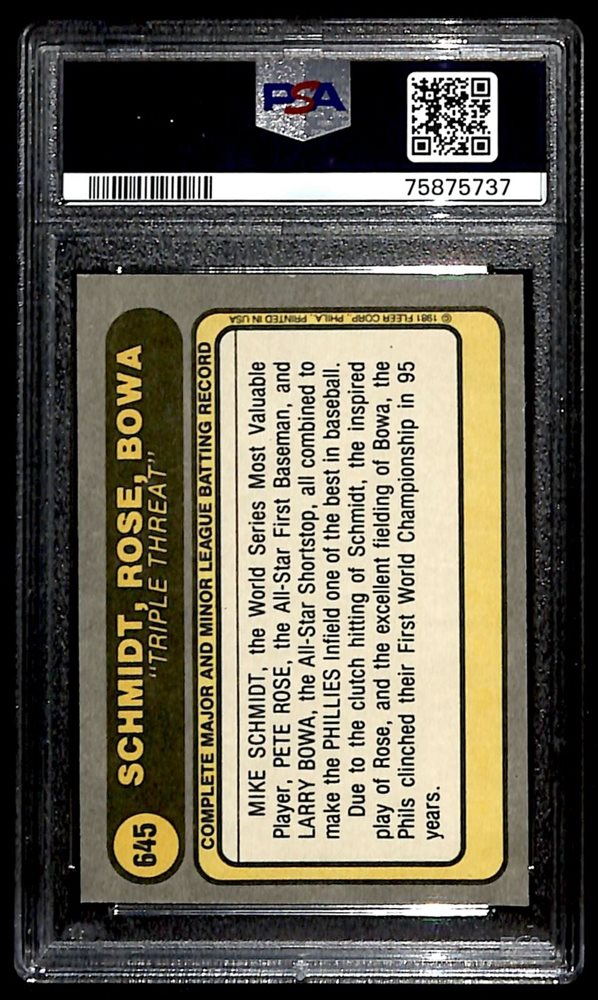 PSA
75875737
645
SCHMIDT, ROSE, BOWA
"TRIPLE THREAT"
COMPLETE MAJOR AND MINOR LEAGUE BATTING RECORD
MIKE SCHMIDT, the World Series Most Valuable
Player, PETE ROSE, the All-Star First Baseman, and
LARRY BOWA, the All-Star Shortstop, all combined to
make the PHILLIES Infield one of the best in baseball.
Due to the clutch hitting of Schmidt, the inspired
play of Rose, and the excellent fielding of Bowa, the
Phils clinched their First World Championship in 95
years.
© 1981 FLEER CORP., PHILA., PRINTED IN USA